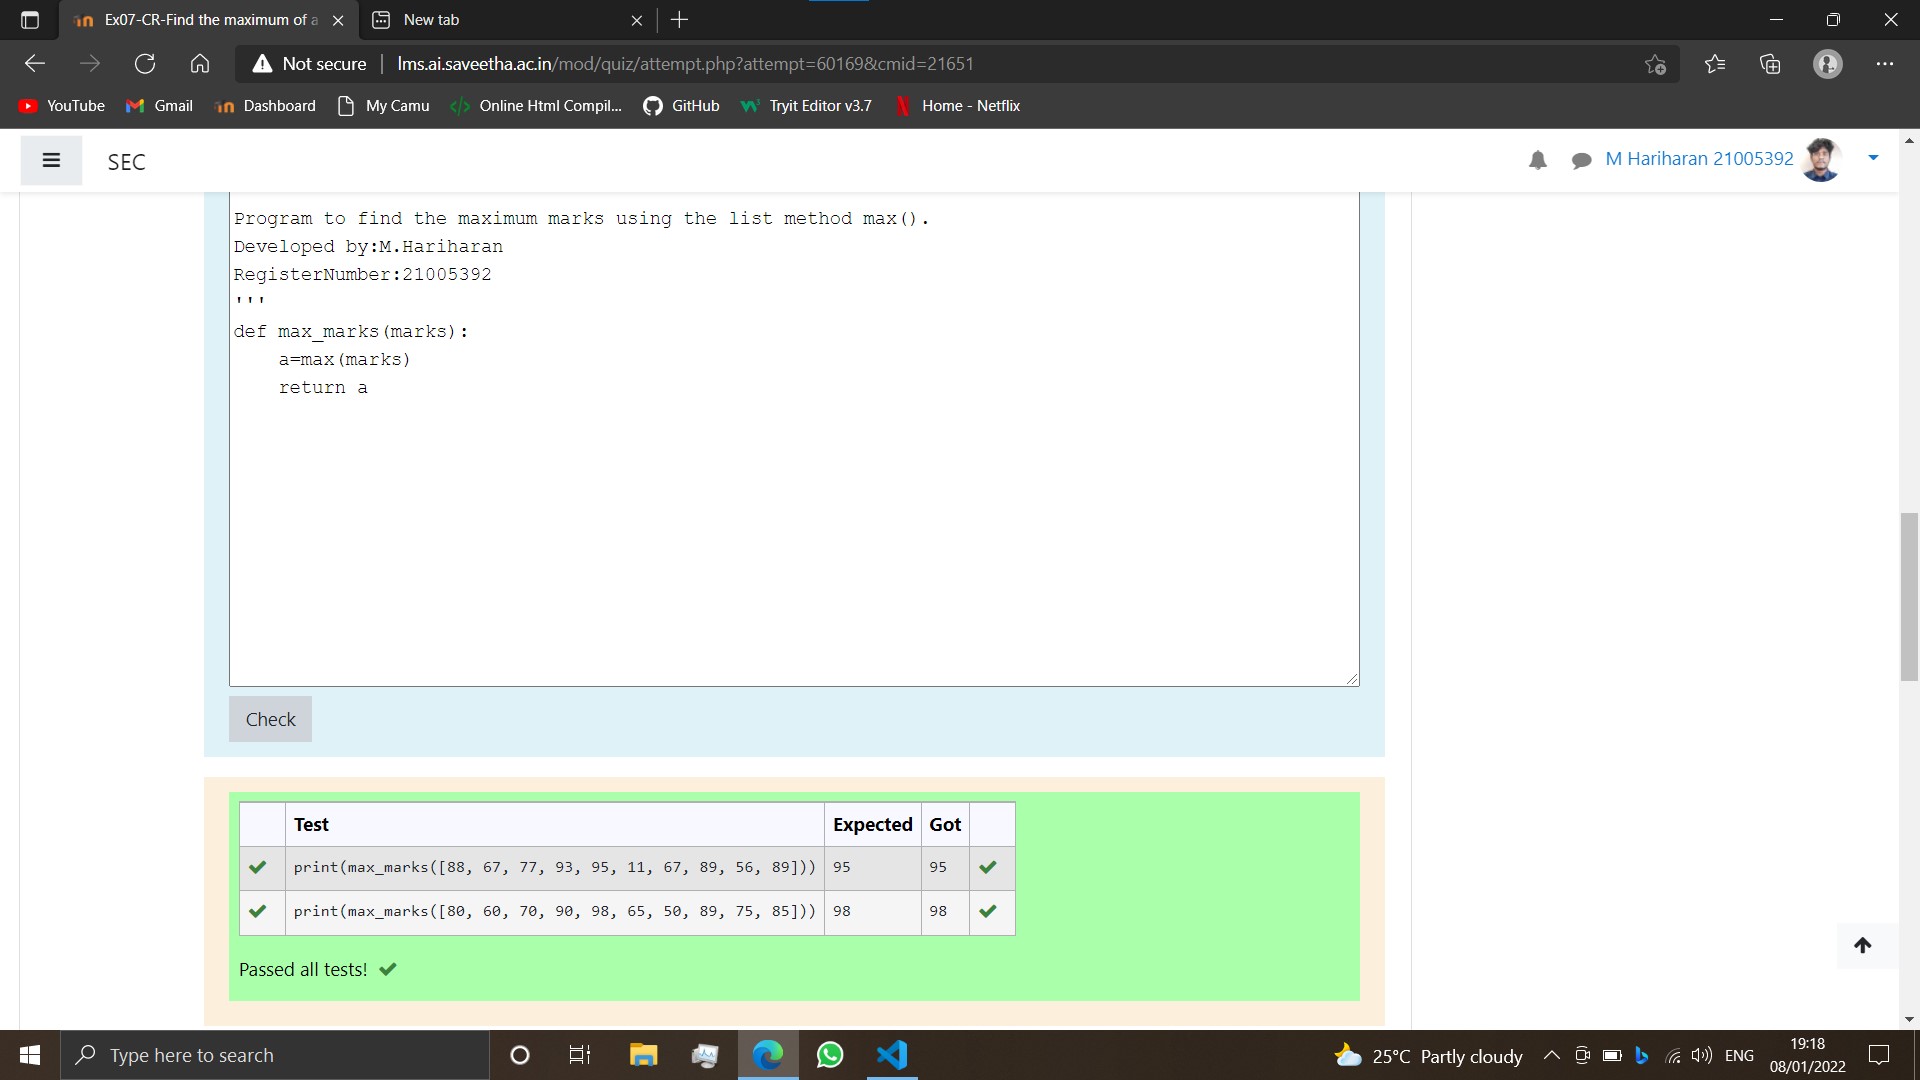 Ex07-CR-Find the maximum of a
New tab
Not secure
lms.ai.saveetha.ac.in/mod/quiz/attempt.php?attempt=60169&cmid=21651
YouTube Gmail Dashboard My Camu Online Html Compil... GitHub Tryit Editor v3.7 Home - Netflix
SEC
M Hariharan 21005392
Program to find the maximum marks using the list method max().
Developed by:M.Hariharan
RegisterNumber:21005392
'''
def max_marks(marks):
    a=max(marks)
    return a
Check
Test Expected Got
print(max_marks([88, 67, 77, 93, 95, 11, 67, 89, 56, 89])) 95 95
print(max_marks([80, 60, 70, 90, 98, 65, 50, 89, 75, 85])) 98 98
Passed all tests!
Type here to search
25°C Partly cloudy
ENG
19:18
08/01/2022